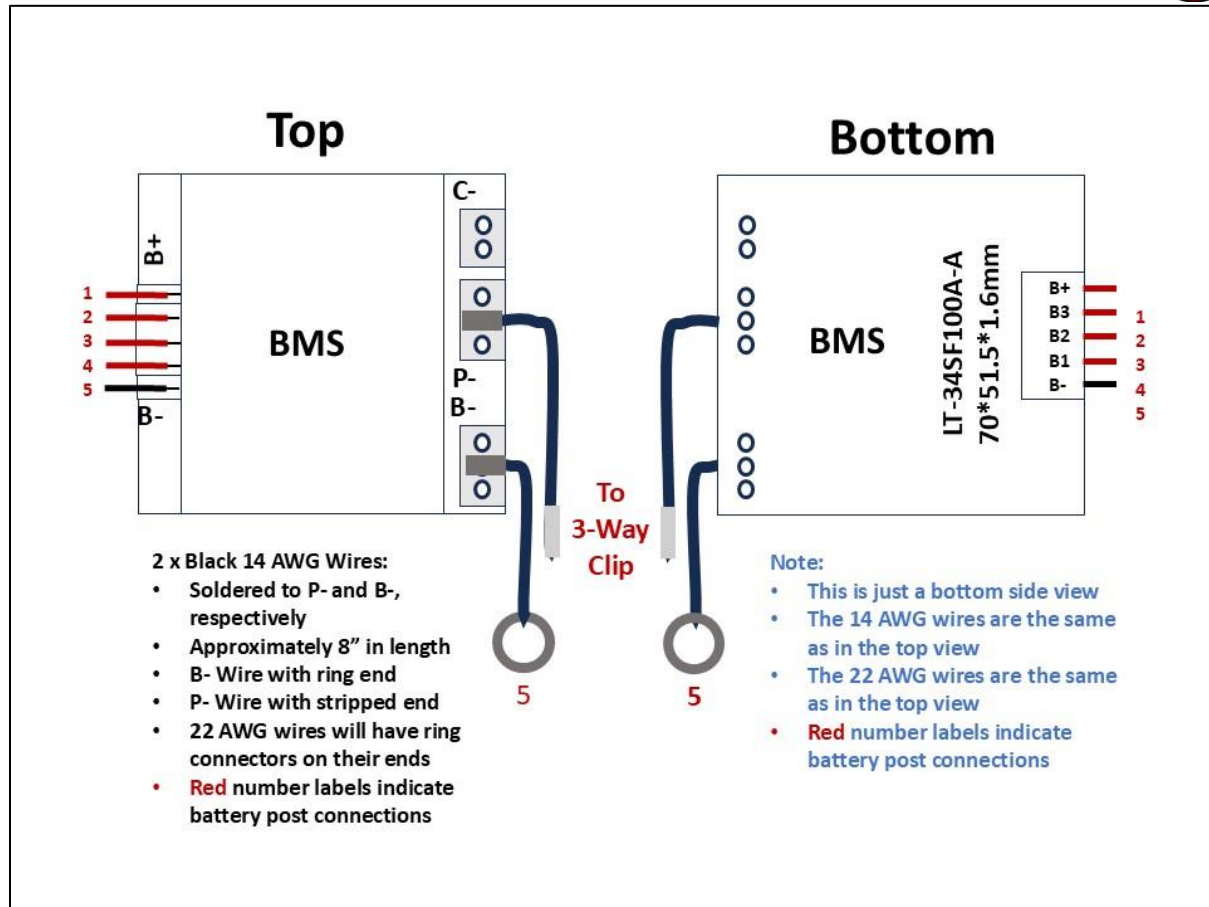 Top
Bottom
B+
1
2
3
4
5
B-
BMS
C-
P-
B-
BMS
LT-34SF100A-A
70*51.5*1.6mm
B+
B3
B2
B1
B-
1
2
3
4
5
To
3-Way
Clip
5
5
2 x Black 14 AWG Wires:
• Soldered to P- and B-,
respectively
• Approximately 8” in length
• B- Wire with ring end
• P- Wire with stripped end
• 22 AWG wires will have ring
connectors on their ends
• Red number labels indicate
battery post connections
Note:
• This is just a bottom side view
• The 14 AWG wires are the same
as in the top view
• The 22 AWG wires are the same
as in the top view
• Red number labels indicate
battery post connections